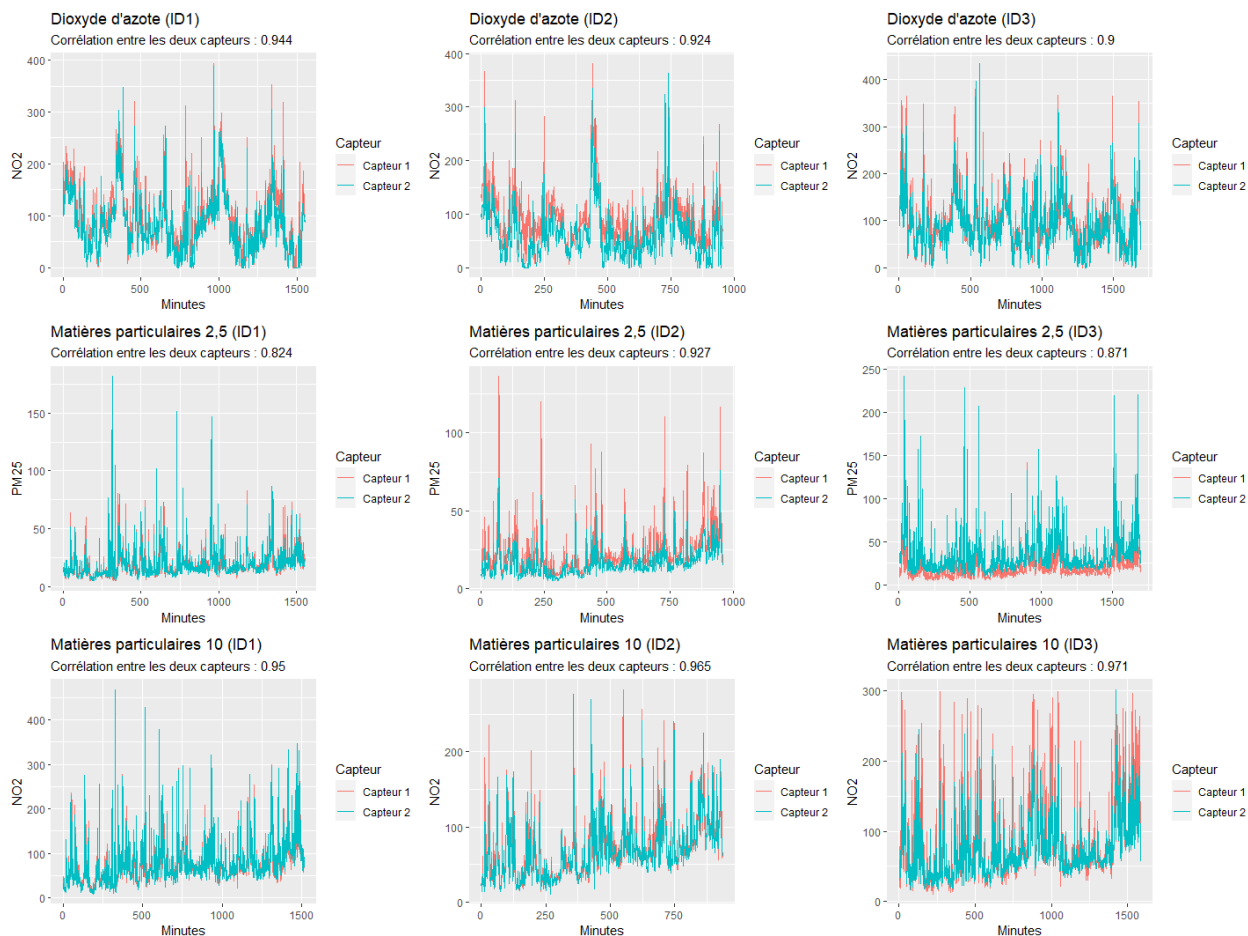 Dioxyde d'azote (ID1)
Corrélation entre les deux capteurs : 0.944
NO2
400
300
200
100
0
0 500 1000 1500
Minutes
Capteur
Capteur 1
Capteur 2
Dioxyde d'azote (ID2)
Corrélation entre les deux capteurs : 0.924
NO2
400
300
200
100
0
0 250 500 750 1000
Minutes
Capteur
Capteur 1
Capteur 2
Dioxyde d'azote (ID3)
Corrélation entre les deux capteurs : 0.9
NO2
400
300
200
100
0
0 500 1000 1500
Minutes
Capteur
Capteur 1
Capteur 2
Matières particulaires 2,5 (ID1)
Corrélation entre les deux capteurs : 0.824
PM25
150
100
50
0
0 500 1000 1500
Minutes
Capteur
Capteur 1
Capteur 2
Matières particulaires 2,5 (ID2)
Corrélation entre les deux capteurs : 0.927
PM25
100
50
0
0 250 500 750 1000
Minutes
Capteur
Capteur 1
Capteur 2
Matières particulaires 2,5 (ID3)
Corrélation entre les deux capteurs : 0.871
PM25
250
200
150
100
50
0
0 500 1000 1500
Minutes
Capteur
Capteur 1
Capteur 2
Matières particulaires 10 (ID1)
Corrélation entre les deux capteurs : 0.95
NO2
400
300
200
100
0
0 500 1000 1500
Minutes
Capteur
Capteur 1
Capteur 2
Matières particulaires 10 (ID2)
Corrélation entre les deux capteurs : 0.965
NO2
200
100
0
0 250 500 750
Minutes
Capteur
Capteur 1
Capteur 2
Matières particulaires 10 (ID3)
Corrélation entre les deux capteurs : 0.971
NO2
300
200
100
0
0 500 1000 1500
Minutes
Capteur
Capteur 1
Capteur 2